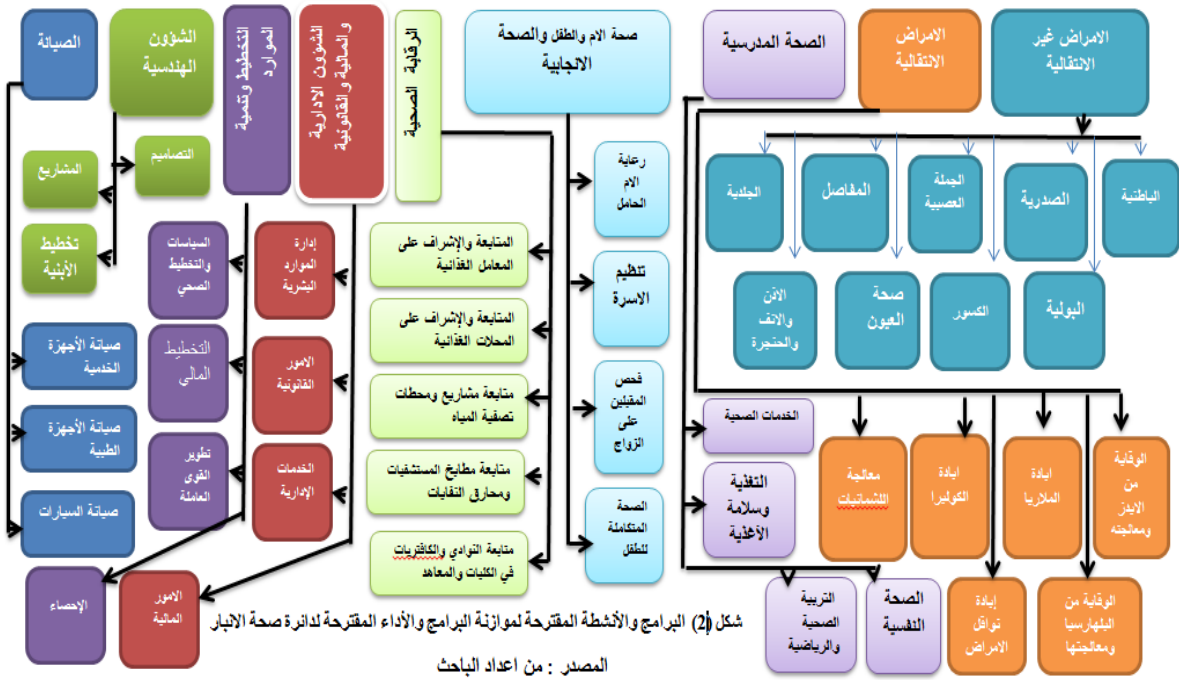 الامراض غير
الانتقالية
الامراض
الانتقالية
الصحة المدرسية
صحة الام والطفل والصحة
الانجابية
الرقابة الصحية
الشؤون الادارية
والمالية والقانونية
التخطيط وتنمية
الموارد
الشؤون
الهندسية
الصيانة
الباطنية
الصدرية
الجملة
العصبية
المفاصل
الجلدية
البولية
الكسور
صحة
العيون
الاذن
والانف
والحنجرة
الوقاية
من
الايدز
ومعالجته
ابادة
الملاريا
ابادة
الكوليرا
معالجة
اللشمانيات
الوقاية من
البلهارسيا
ومعالجتها
إبادة
نواقل
الامراض
الخدمات الصحية
التغذية
وسلامة
الأغذية
الصحة
النفسية
التربية
الصحية
والرياضية
رعاية
الام
الحامل
تنظيم
الاسرة
فحص
المقبلين
على
الزواج
الصحة
المتكاملة
للطفل
المتابعة والإشراف على
المعامل الغذائية
المتابعة والإشراف على
المحلات الغذائية
متابعة مشاريع ومحطات
تصفية المياه
متابعة مطابخ المستشفيات
ومحارق النفايات
متابعة النوادي والكافتريات
في الكليات والمعاهد
إدارة
الموارد
البشرية
الامور
القانونية
الخدمات
الإدارية
الامور
المالية
السياسات
والتخطيط
الصحي
التخطيط
المالي
تطوير
القوى
العاملة
الإحصاء
التصاميم
المشاريع
تخطيط
الأبنية
صيانة الأجهزة
الخدمية
صيانة الأجهزة
الطبية
صيانة السيارات
شكل (2) البرامج والأنشطة المقترحة لموازنة البرامج والأداء المقترحة لدائرة صحة الانبار
المصدر : من اعداد الباحث